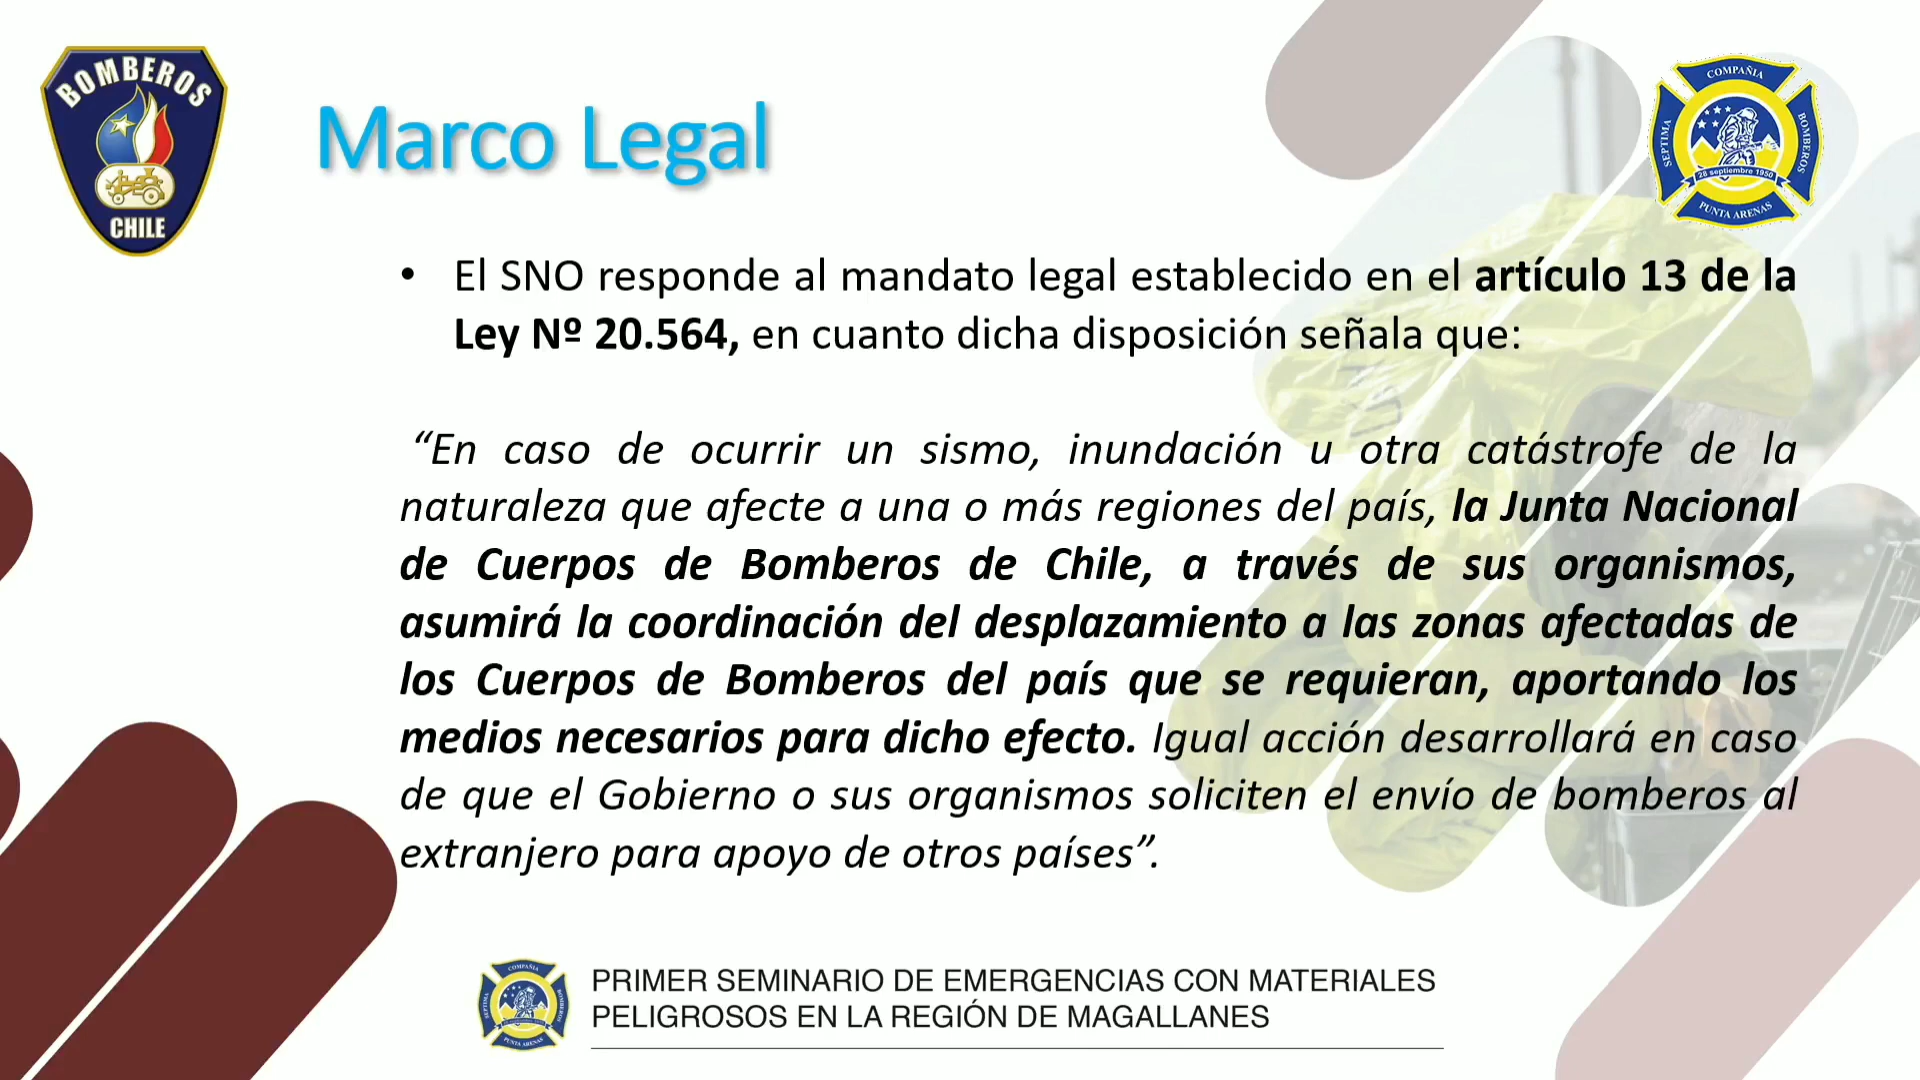 BOMBEROS
CHILE
Marco Legal
COMPAÑIA
SEPTIMA
BOMBEROS
28 septiembre 1950
PUNTA ARENAS
• El SNO responde al mandato legal establecido en el artículo 13 de la
Ley Nº 20.564, en cuanto dicha disposición señala que:
“En caso de ocurrir un sismo, inundación u otra catástrofe de la
naturaleza que afecte a una o más regiones del país, la Junta Nacional
de Cuerpos de Bomberos de Chile, a través de sus organismos,
asumirá la coordinación del desplazamiento a las zonas afectadas de
los Cuerpos de Bomberos del país que se requieran, aportando los
medios necesarios para dicho efecto. Igual acción desarrollará en caso
de que el Gobierno o sus organismos soliciten el envío de bomberos al
extranjero para apoyo de otros países”.
COMPAÑIA
SEPTIMA
BOMBEROS
PUNTA ARENAS
PRIMER SEMINARIO DE EMERGENCIAS CON MATERIALES
PELIGROSOS EN LA REGIÓN DE MAGALLANES